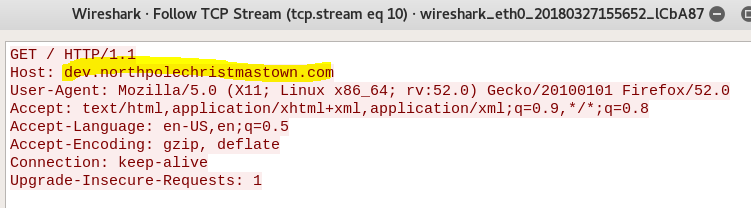 Wireshark · Follow TCP Stream (tcp.stream eq 10) · wireshark_eth0_20180327155652_lCbA87
GET / HTTP/1.1
Host: dev.northpolechristmastown.com
User-Agent: Mozilla/5.0 (X11; Linux x86_64; rv:52.0) Gecko/20100101 Firefox/52.0
Accept: text/html,application/xhtml+xml,application/xml;q=0.9,*/*;q=0.8
Accept-Language: en-US,en;q=0.5
Accept-Encoding: gzip, deflate
Connection: keep-alive
Upgrade-Insecure-Requests: 1